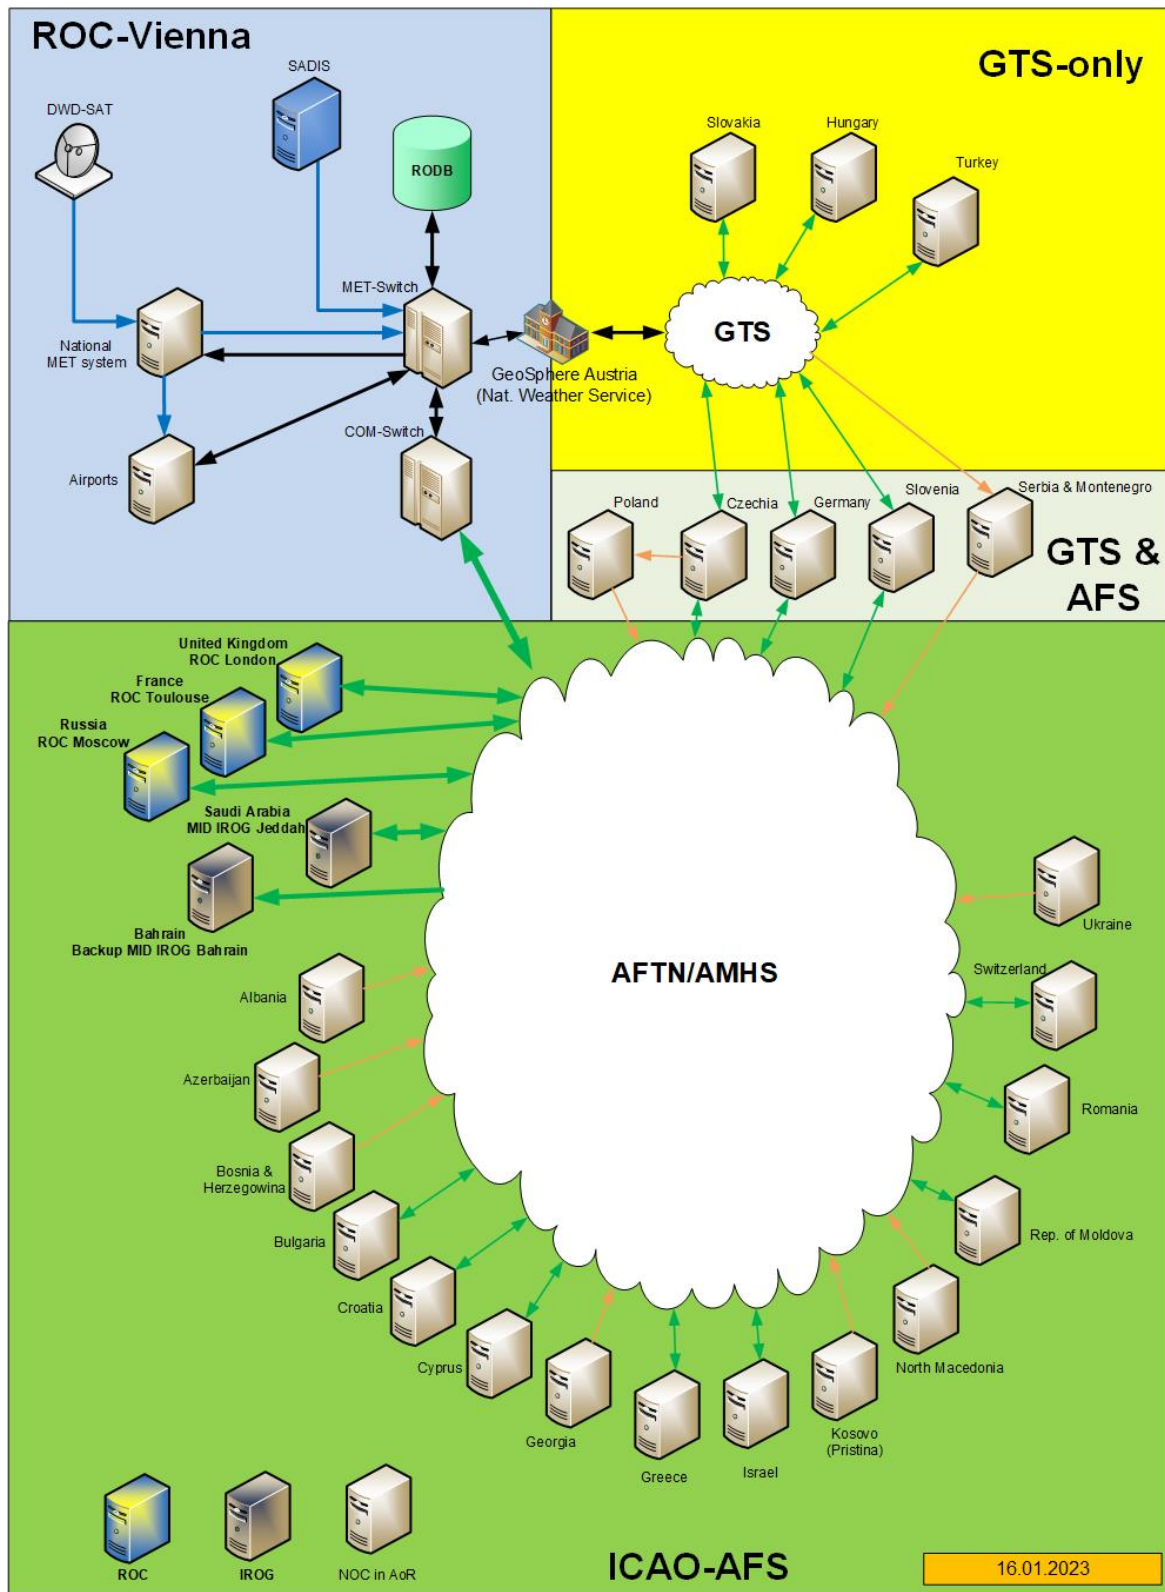 ROC-Vienna
GTS-only
SADIS
DWD-SAT
RODB
Slovakia
Hungary
Turkey
MET-Switch
National
MET system
GTS
GeoSphere Austria
(Nat. Weather Service)
COM-Switch
Airports
Poland
Czechia
Germany
Slovenia
Serbia & Montenegro
GTS &
AFS
United Kingdom
ROC London
France
ROC Toulouse
Russia
ROC Moscow
Saudi Arabia
MID IROG Jeddah
Bahrain
Backup MID IROG Bahrain
AFTN/AMHS
Ukraine
Switzerland
Albania
Azerbaijan
Romania
Bosnia &
Herzegowina
Rep. of Moldova
Bulgaria
Croatia
Cyprus
North Macedonia
Georgia
Kosovo
(Pristina)
Greece
Israel
ROC
IROG
NOC in AoR
ICAO-AFS
16.01.2023